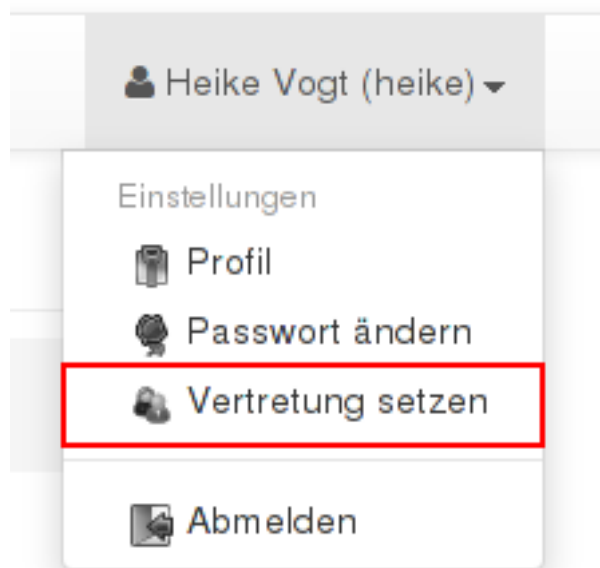 Heike Vogt (heike)
Einstellungen
Profil
Passwort ändern
Vertretung setzen
Abmelden